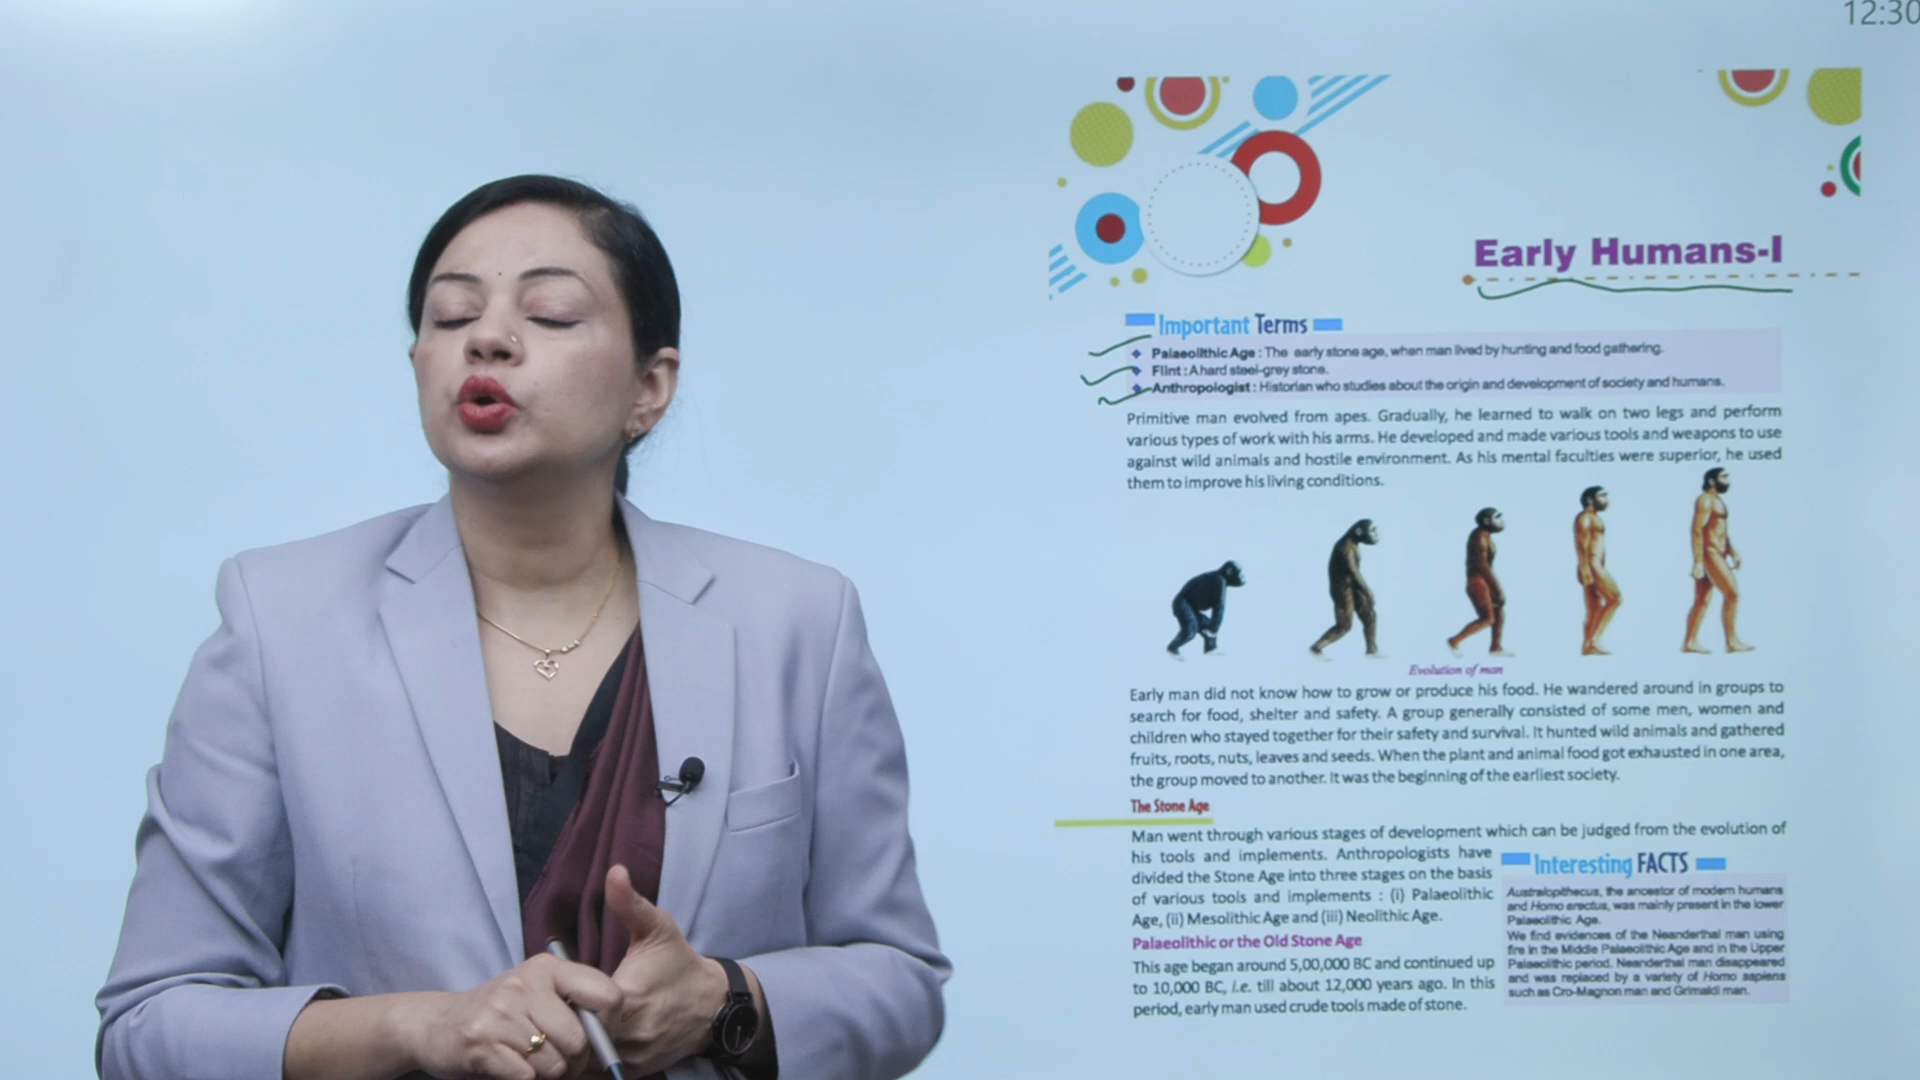 12:30
Early Humans-I
Important Terms
Palaeolithic Age : The early stone age, when man lived by hunting and food gathering.
Flint : A hard steel-grey stone.
Anthropologist : Historian who studies about the origin and development of society and humans.
Primitive man evolved from apes. Gradually, he learned to walk on two legs and perform
various types of work with his arms. He developed and made various tools and weapons to use
against wild animals and hostile environment. As his mental faculties were superior, he used
them to improve his living conditions.
Evolution of man
Early man did not know how to grow or produce his food. He wandered around in groups to
search for food, shelter and safety. A group generally consisted of some men, women and
children who stayed together for their safety and survival. It hunted wild animals and gathered
fruits, roots, nuts, leaves and seeds. When the plant and animal food got exhausted in one area,
the group moved to another. It was the beginning of the earliest society.
The Stone Age
Man went through various stages of development which can be judged from the evolution of
his tools and implements. Anthropologists have
divided the Stone Age into three stages on the basis
of various tools and implements : (i) Palaeolithic
Age, (ii) Mesolithic Age and (iii) Neolithic Age.
Palaeolithic or the Old Stone Age
This age began around 5,00,000 BC and continued up
to 10,000 BC, i.e. till about 12,000 years ago. In this
period, early man used crude tools made of stone.
Interesting FACTS
Australopithecus, the ancestor of modern humans
and Homo erectus, was mainly present in the lower
Palaeolithic Age.
We find evidences of the Neanderthal man using
fire in the Middle Palaeolithic Age and in the Upper
Palaeolithic period. Neanderthal man disappeared
and was replaced by a variety of Homo sapiens
such as Cro-Magnon man and Grimaldi man.